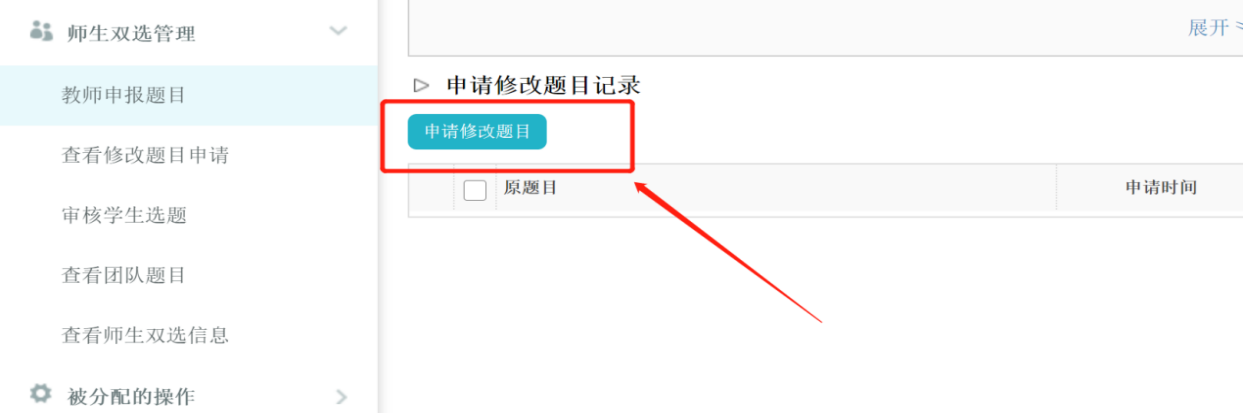 师生双选管理
教师申报题目
查看修改题目申请
审核学生选题
查看团队题目
查看师生双选信息
被分配的操作
展开
申请修改题目记录
申请修改题目
原题目 申请时间